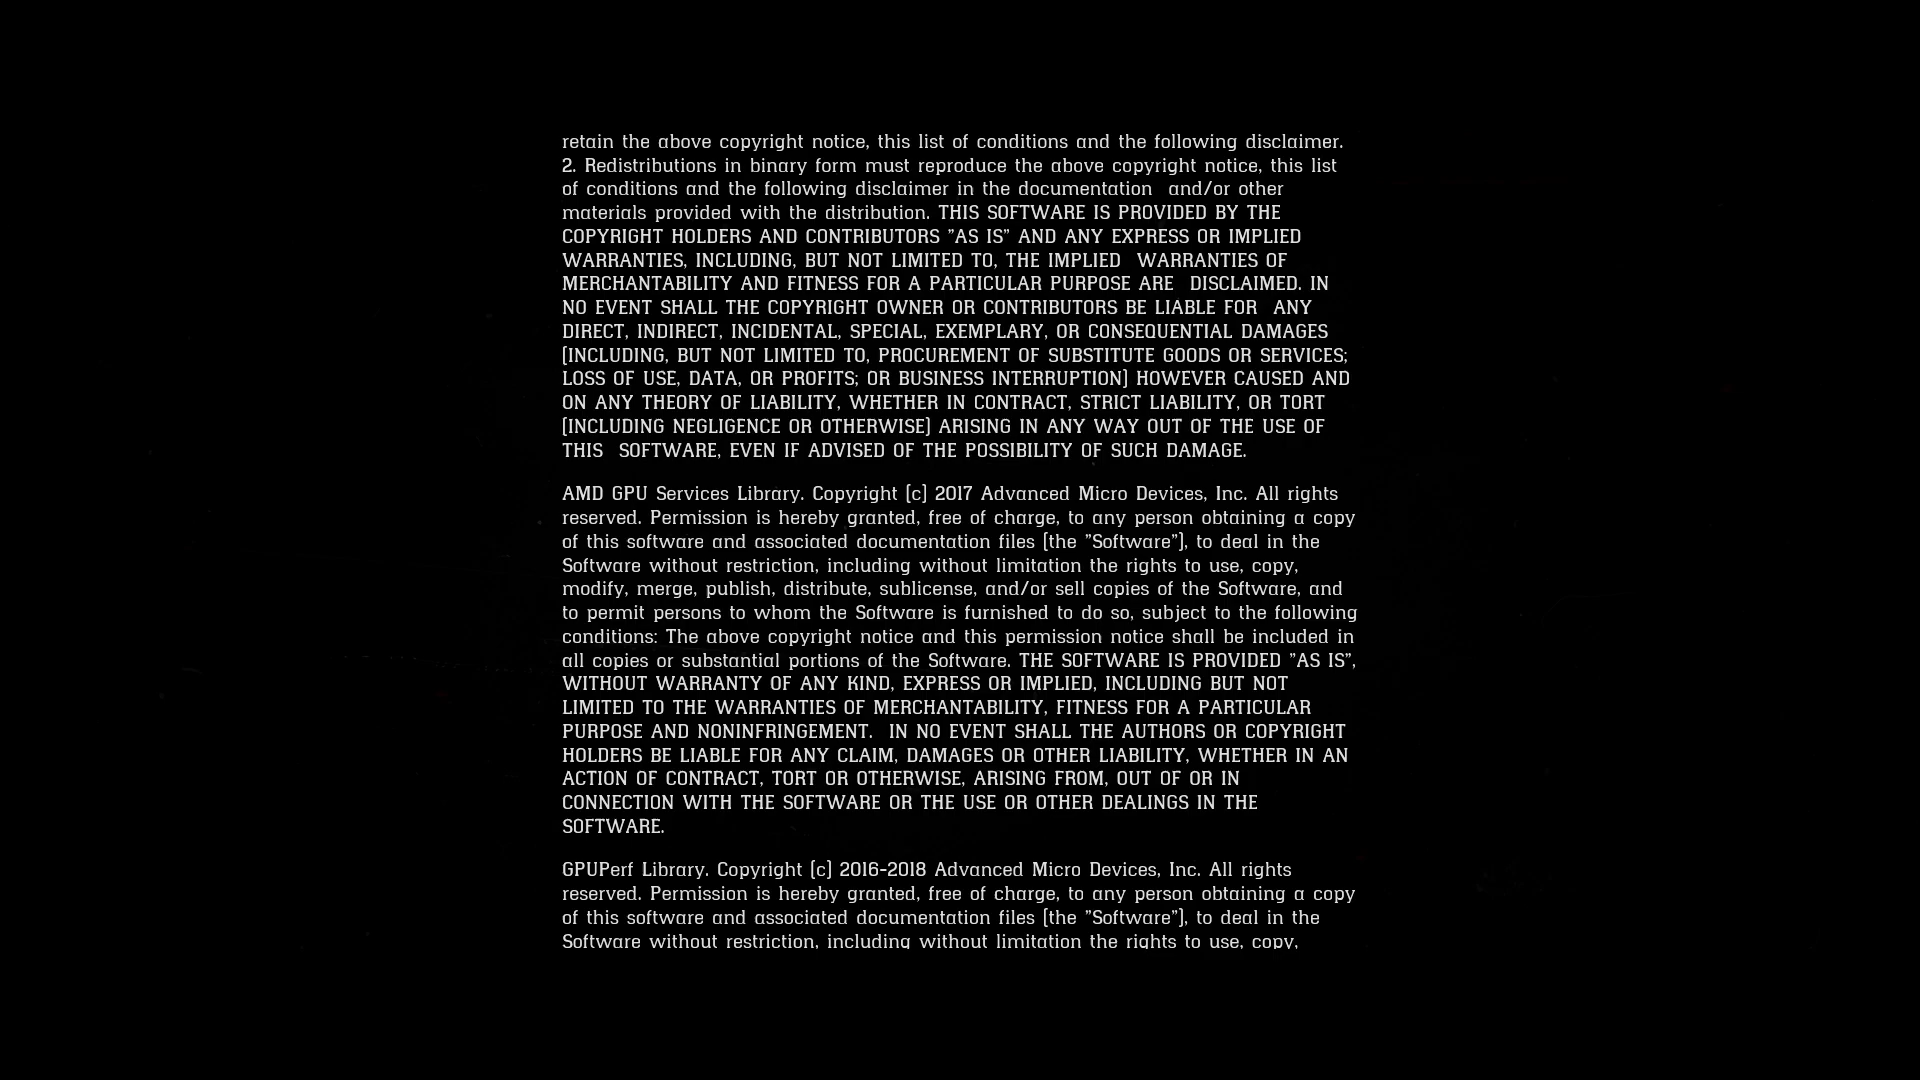 retain the above copyright notice, this list of conditions and the following disclaimer.
2. Redistributions in binary form must reproduce the above copyright notice, this list
of conditions and the following disclaimer in the documentation  and/or other
materials provided with the distribution. THIS SOFTWARE IS PROVIDED BY THE
COPYRIGHT HOLDERS AND CONTRIBUTORS "AS IS" AND ANY EXPRESS OR IMPLIED
WARRANTIES, INCLUDING, BUT NOT LIMITED TO, THE IMPLIED  WARRANTIES OF
MERCHANTABILITY AND FITNESS FOR A PARTICULAR PURPOSE ARE  DISCLAIMED. IN
NO EVENT SHALL THE COPYRIGHT OWNER OR CONTRIBUTORS BE LIABLE FOR  ANY
DIRECT, INDIRECT, INCIDENTAL, SPECIAL, EXEMPLARY, OR CONSEQUENTIAL DAMAGES
(INCLUDING, BUT NOT LIMITED TO, PROCUREMENT OF SUBSTITUTE GOODS OR SERVICES;
LOSS OF USE, DATA, OR PROFITS; OR BUSINESS INTERRUPTION) HOWEVER CAUSED AND
ON ANY THEORY OF LIABILITY, WHETHER IN CONTRACT, STRICT LIABILITY, OR TORT
(INCLUDING NEGLIGENCE OR OTHERWISE) ARISING IN ANY WAY OUT OF THE USE OF
THIS  SOFTWARE, EVEN IF ADVISED OF THE POSSIBILITY OF SUCH DAMAGE.
AMD GPU Services Library. Copyright (c) 2017 Advanced Micro Devices, Inc. All rights
reserved. Permission is hereby granted, free of charge, to any person obtaining a copy
of this software and associated documentation files (the "Software"), to deal in the
Software without restriction, including without limitation the rights to use, copy,
modify, merge, publish, distribute, sublicense, and/or sell copies of the Software, and
to permit persons to whom the Software is furnished to do so, subject to the following
conditions: The above copyright notice and this permission notice shall be included in
all copies or substantial portions of the Software. THE SOFTWARE IS PROVIDED "AS IS",
WITHOUT WARRANTY OF ANY KIND, EXPRESS OR IMPLIED, INCLUDING BUT NOT
LIMITED TO THE WARRANTIES OF MERCHANTABILITY, FITNESS FOR A PARTICULAR
PURPOSE AND NONINFRINGEMENT.  IN NO EVENT SHALL THE AUTHORS OR COPYRIGHT
HOLDERS BE LIABLE FOR ANY CLAIM, DAMAGES OR OTHER LIABILITY, WHETHER IN AN
ACTION OF CONTRACT, TORT OR OTHERWISE, ARISING FROM, OUT OF OR IN
CONNECTION WITH THE SOFTWARE OR THE USE OR OTHER DEALINGS IN THE
SOFTWARE.
GPUPerf Library. Copyright (c) 2016-2018 Advanced Micro Devices, Inc. All rights
reserved. Permission is hereby granted, free of charge, to any person obtaining a copy
of this software and associated documentation files (the "Software"), to deal in the
Software without restriction, including without limitation the rights to use, copy,